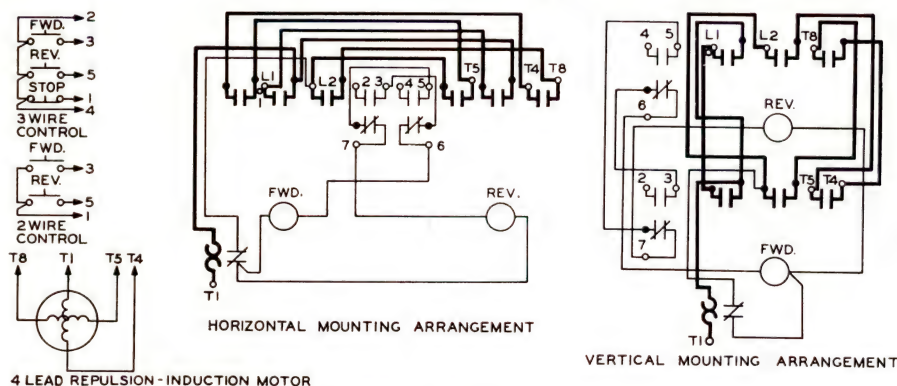 FWD. 2
3
REV.
5
STOP
1
4
3 WIRE CONTROL
FWD.
3
REV.
5
1
2 WIRE CONTROL
T8 T1 T5 T4
4 LEAD REPULSION-INDUCTION MOTOR
L1 L2 2 3 4 5 T5 T4 T8
1
7 6
FWD. REV.
T1
HORIZONTAL MOUNTING ARRANGEMENT
4 5 L1 L2 T8
1
6
REV.
2 3 T5 T4
7
FWD.
T1
VERTICAL MOUNTING ARRANGEMENT